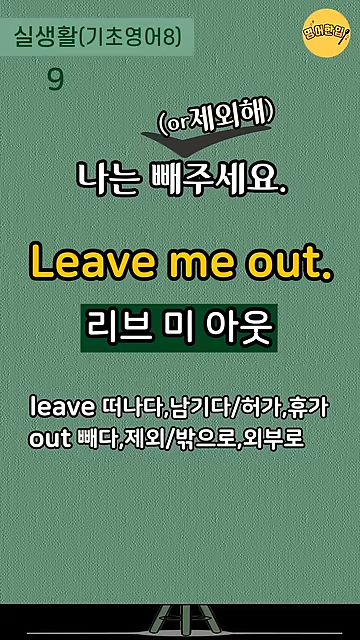 실생활(기초영어8)
영어한입
9
(or제외해)
나는 빼주세요.
Leave me out.
리브 미 아웃
leave 떠나다,남기다/허가,휴가
out 빼다,제외/밖으로,외부로